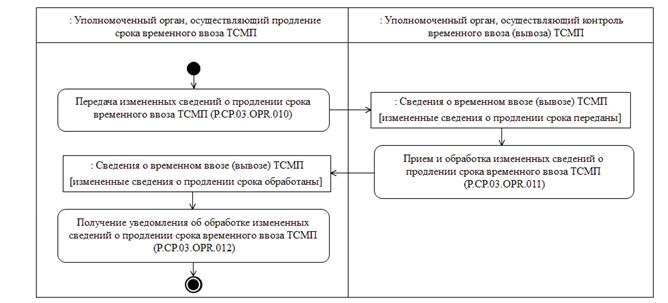 : Уполномоченный орган, осуществляющий продление
срока временного ввоза ТСМП
: Уполномоченный орган, осуществляющий контроль
временного ввоза (вывоза) ТСМП
Передача измененных сведений о продлении срока
временного ввоза ТСМП (P.CP.03.OPR.010)
: Сведения о временном ввозе (вывозе) ТСМП
[измененные сведения о продлении срока переданы]
Прием и обработка измененных сведений о
продлении срока временного ввоза ТСМП
(P.CP.03.OPR.011)
: Сведения о временном ввозе (вывозе) ТСМП
[измененные сведения о продлении срока обработаны]
Получение уведомления об обработке измененных
сведений о продлении срока временного ввоза ТСМП
(P.CP.03.OPR.012)